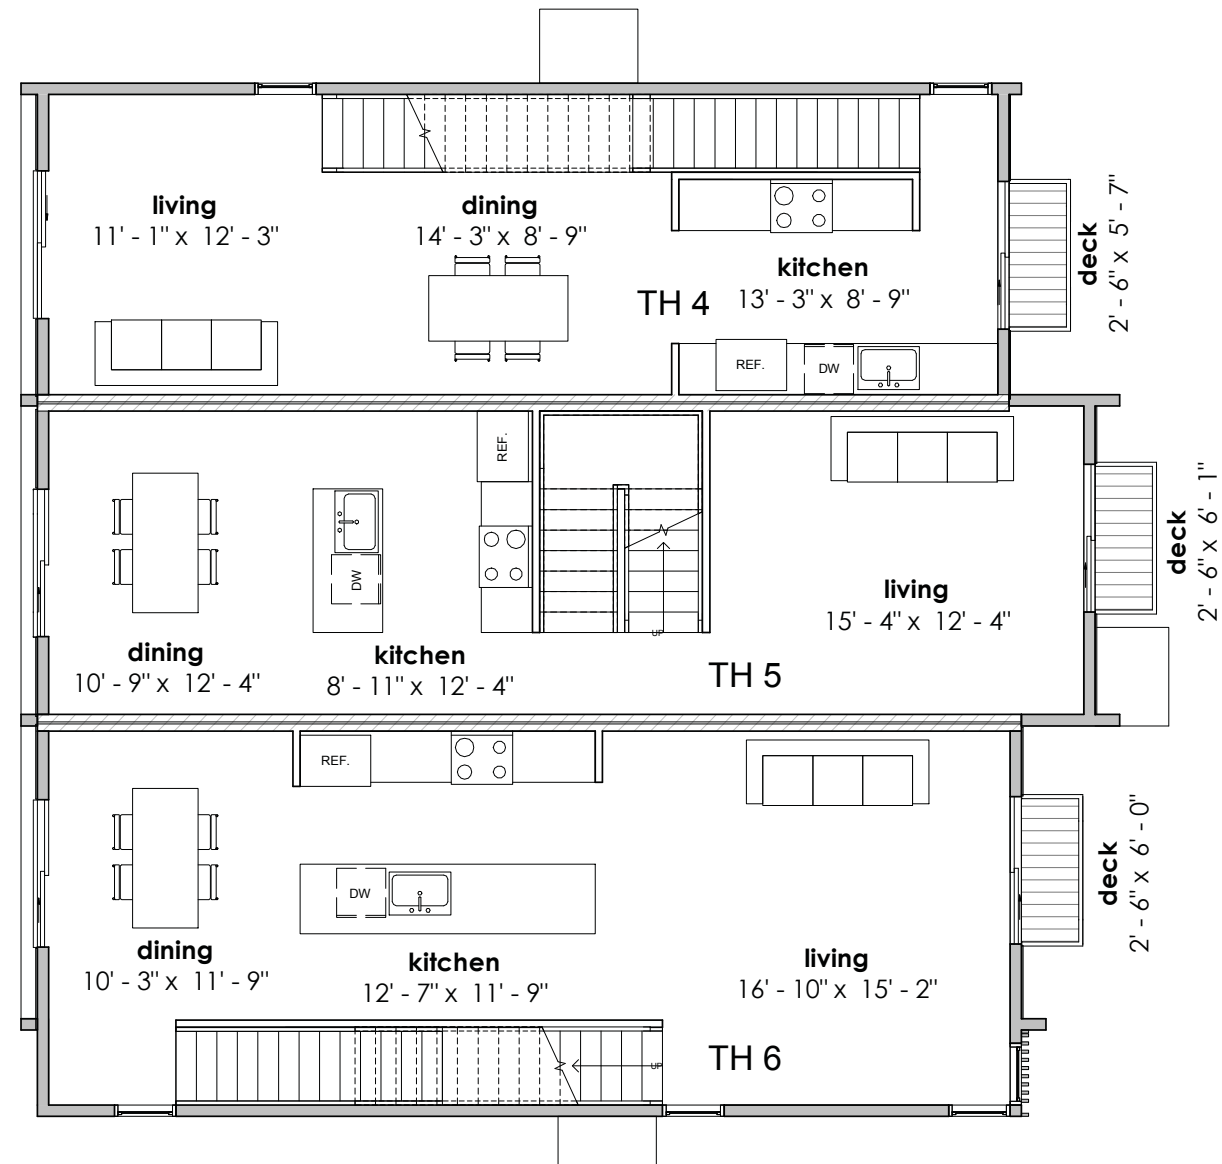 living
11' - 1" x 12' - 3"
dining
14' - 3" x 8' - 9"
kitchen
13' - 3" x 8' - 9"
TH 4
deck
2' - 6" x 5' - 7"
REF.
DW
REF.
DW
dining
10' - 9" x 12' - 4"
kitchen
8' - 11" x 12' - 4"
UP
TH 5
living
15' - 4" x 12' - 4"
deck
2' - 6" x 6' - 1"
REF.
DW
dining
10' - 3" x 11' - 9"
kitchen
12' - 7" x 11' - 9"
living
16' - 10" x 15' - 2"
deck
2' - 6" x 6' - 0"
UP
TH 6